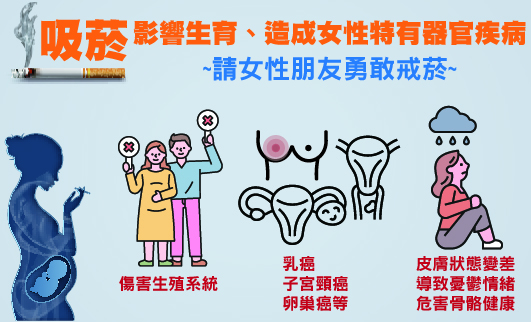 吸菸 影響生育、造成女性特有器官疾病
~請女性朋友勇敢戒菸~
傷害生殖系統
乳癌
子宮頸癌
卵巢癌等
皮膚狀態變差
導致憂鬱情緒
危害骨骼健康